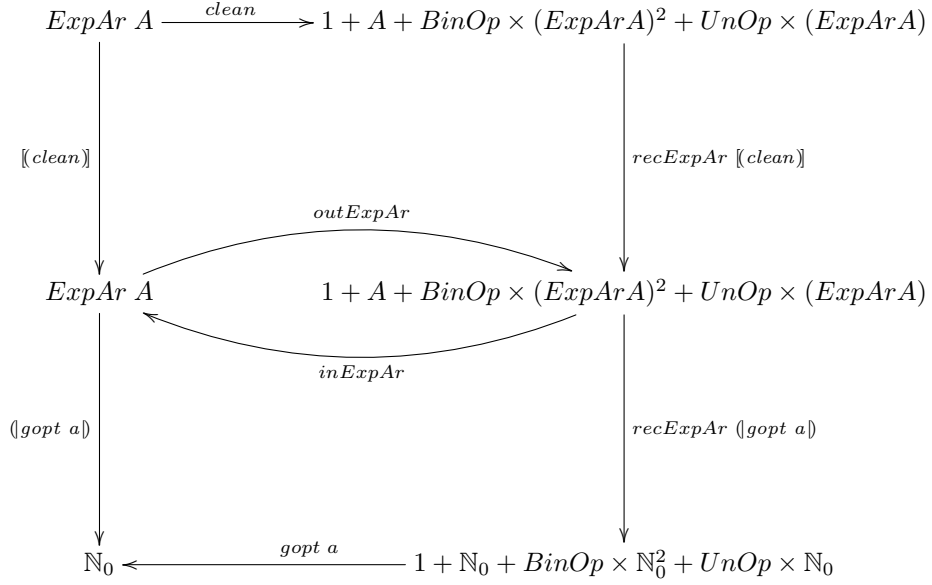 ExpAr A clean 1 + A + BinOp × (ExpArA)² + UnOp × (ExpArA)
⟦(clean)⟧ recExpAr ⟦(clean)⟧
outExpAr
ExpAr A 1 + A + BinOp × (ExpArA)² + UnOp × (ExpArA)
inExpAr
(|gopt a|) recExpAr (|gopt a|)
ℕ₀ gopt a 1 + ℕ₀ + BinOp × ℕ₀² + UnOp × ℕ₀